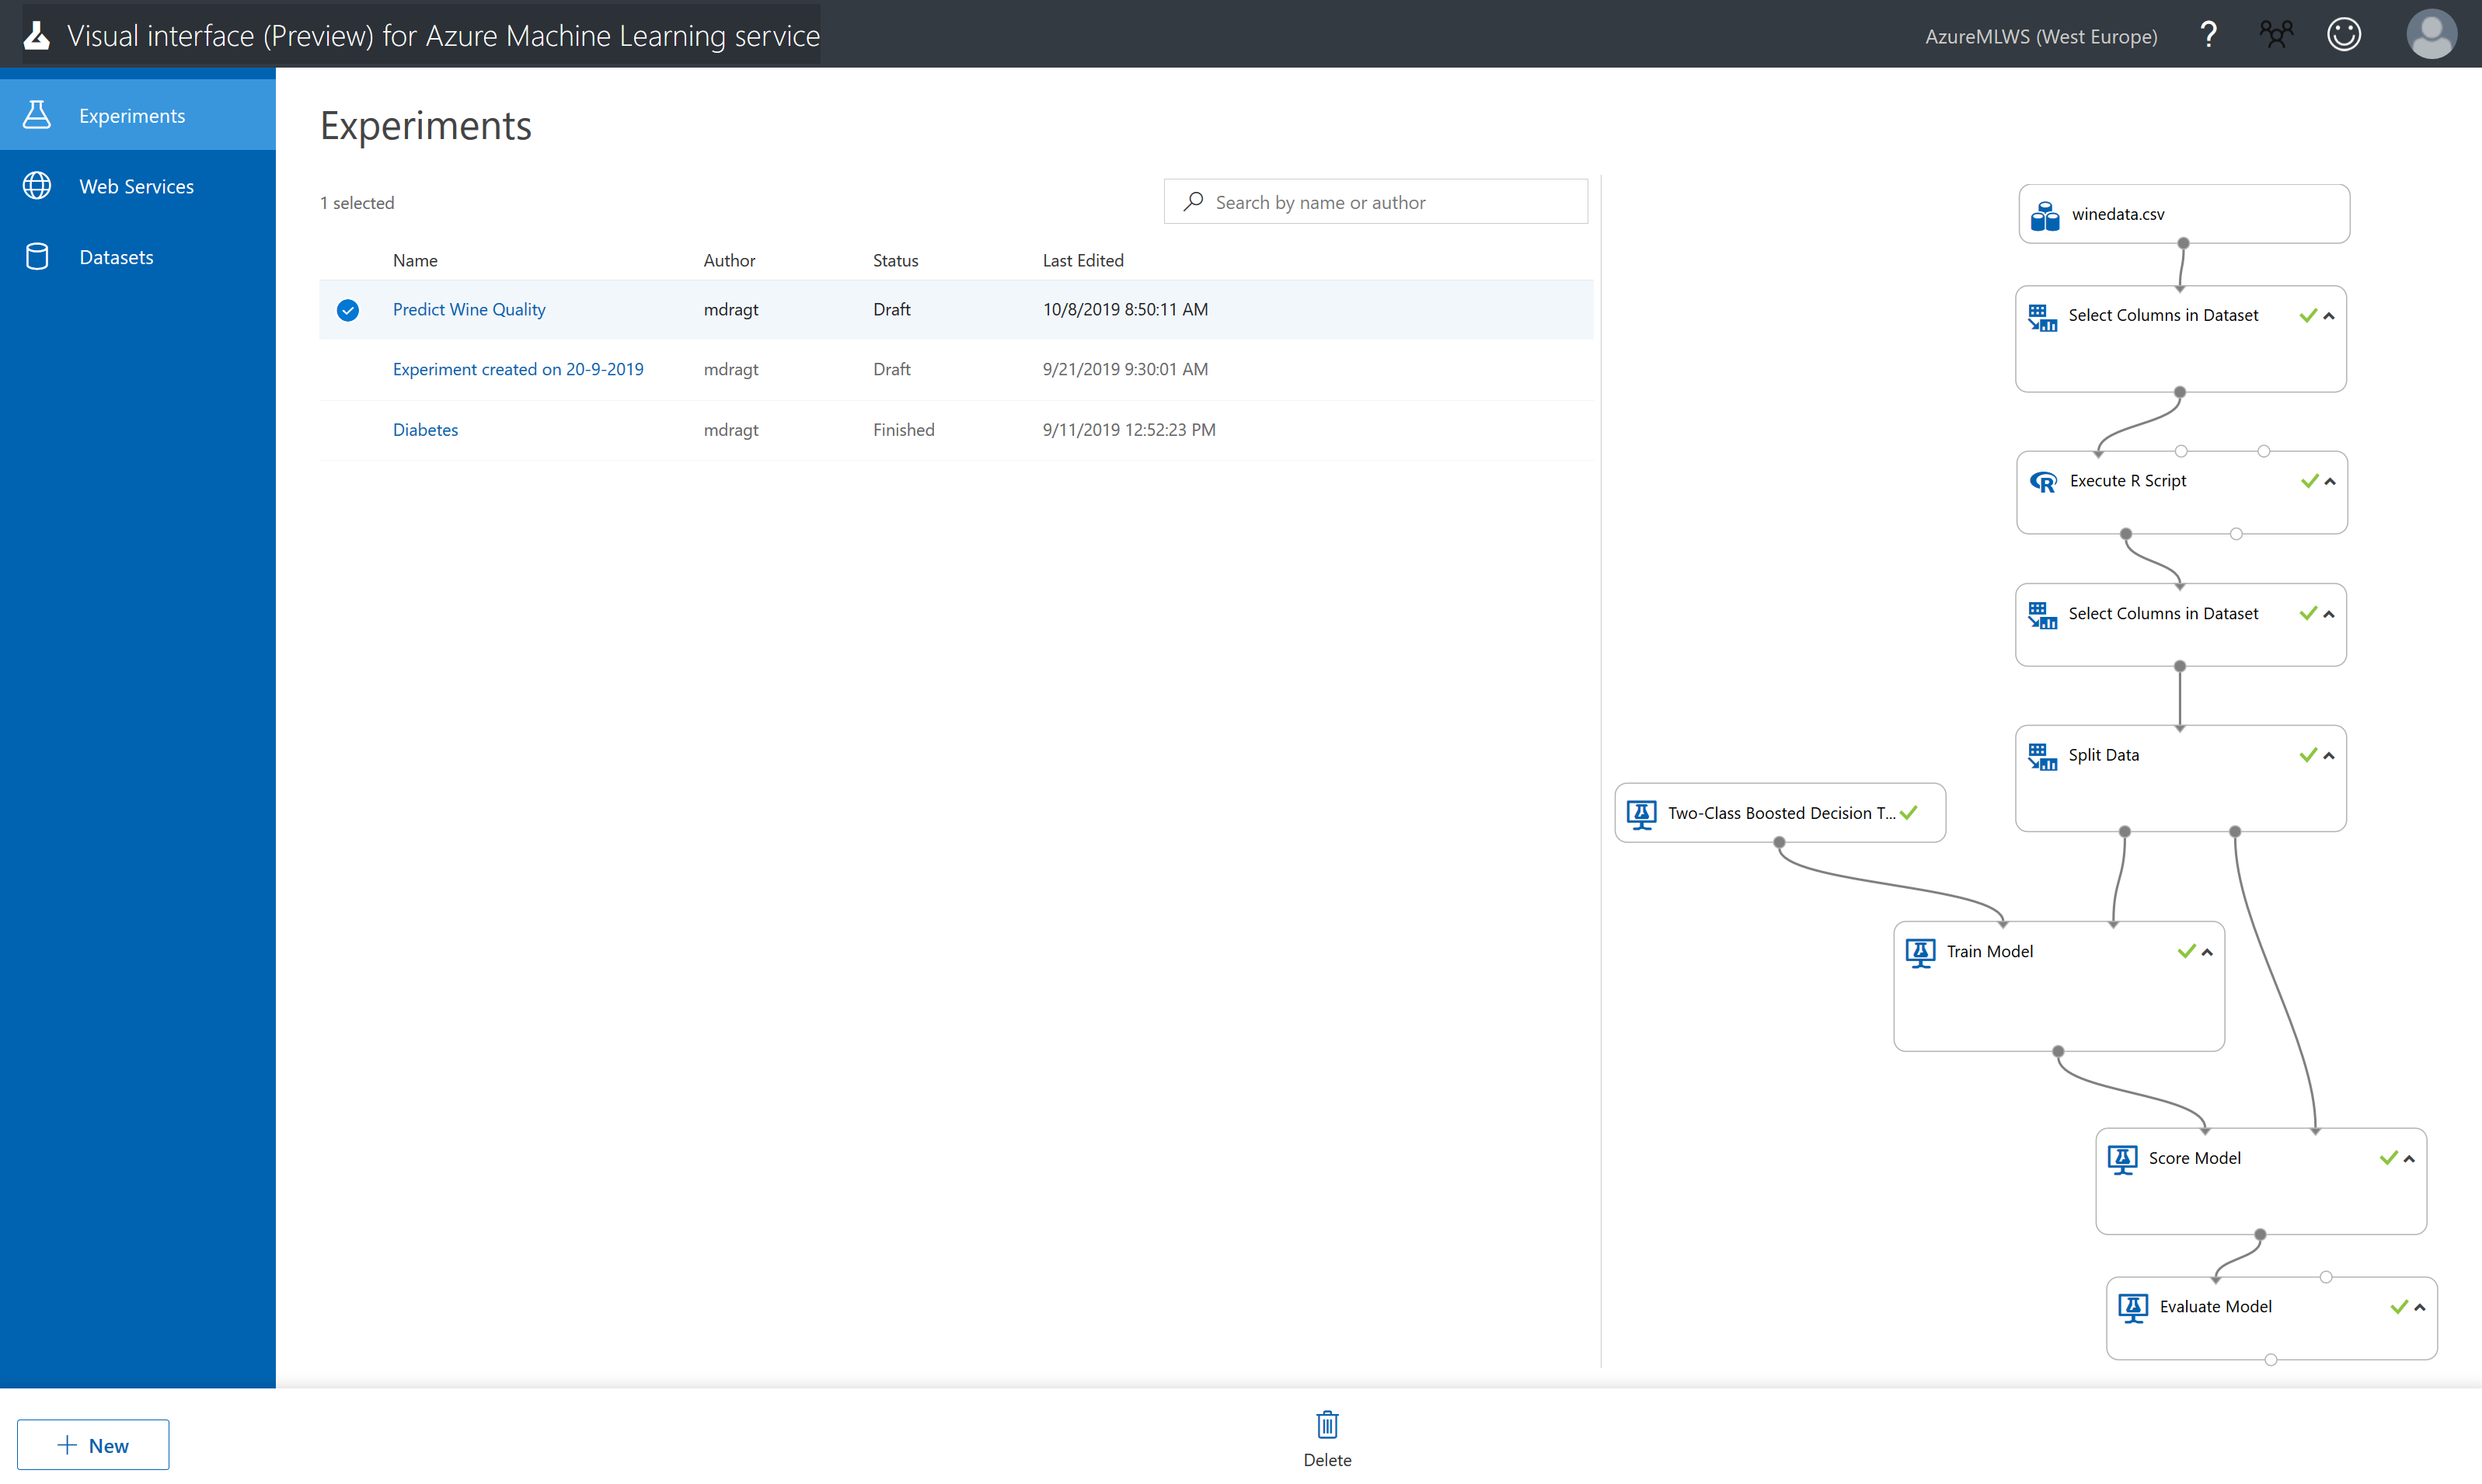 Visual interface (Preview) for Azure Machine Learning service
AzureMLWS (West Europe)
?
Experiments
Web Services
Datasets
Experiments
1 selected
Search by name or author
Name Author Status Last Edited
Predict Wine Quality mdragt Draft 10/8/2019 8:50:11 AM
Experiment created on 20-9-2019 mdragt Draft 9/21/2019 9:30:01 AM
Diabetes mdragt Finished 9/11/2019 12:52:23 PM
winedata.csv
Select Columns in Dataset
R Execute R Script
Select Columns in Dataset
Split Data
Two-Class Boosted Decision T...
Train Model
Score Model
Evaluate Model
+ New
Delete